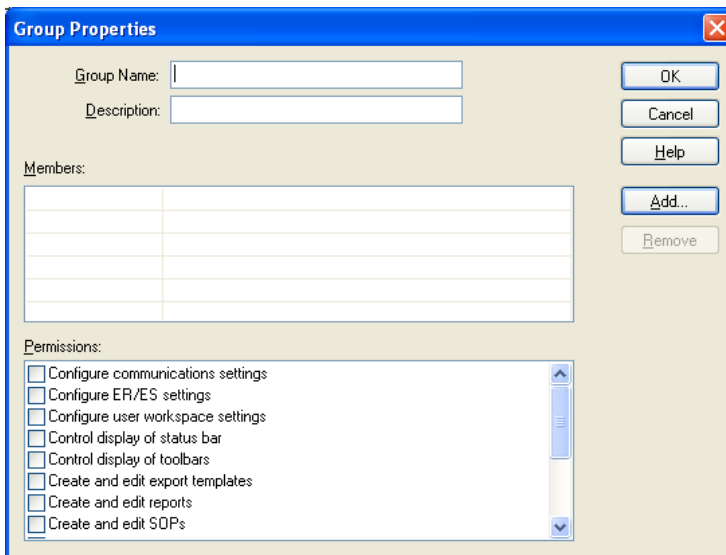 Group Properties
Group Name:
OK
Description:
Cancel
Help
Members:
Add...
Remove
Permissions:
Configure communications settings
Configure ER/ES settings
Configure user workspace settings
Control display of status bar
Control display of toolbars
Create and edit export templates
Create and edit reports
Create and edit SOPs